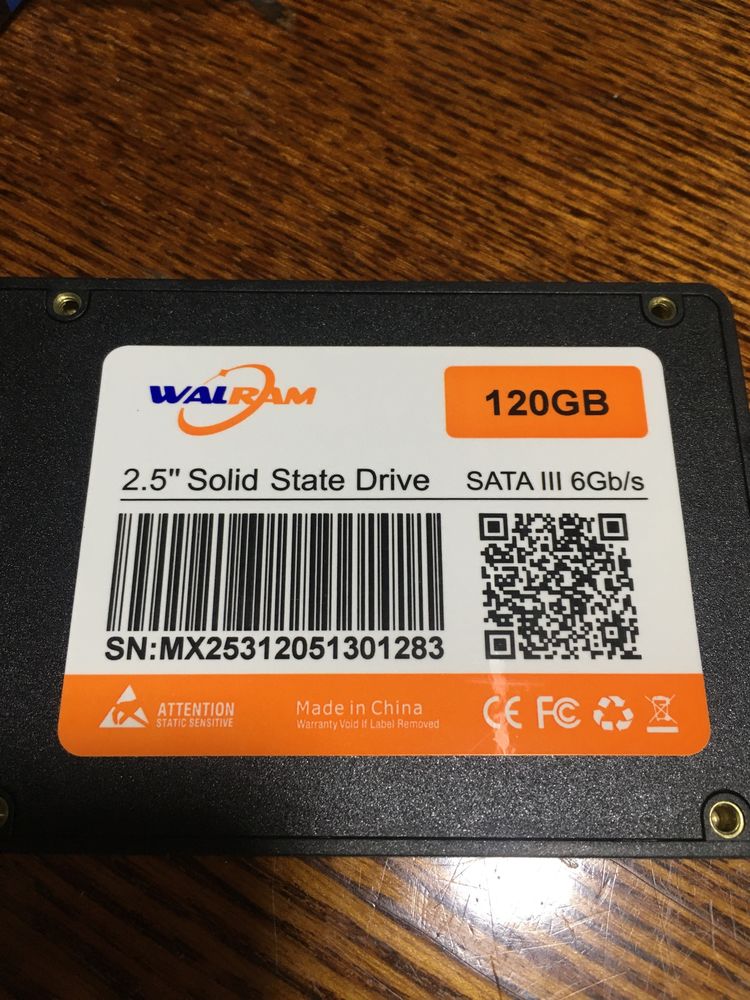 WALRAM
120GB
2.5" Solid State Drive
SATA III 6Gb/s
SN:MX25312051301283
ATTENTION
STATIC SENSITIVE
Made in China
Warranty Void if Label Removed
CE FC